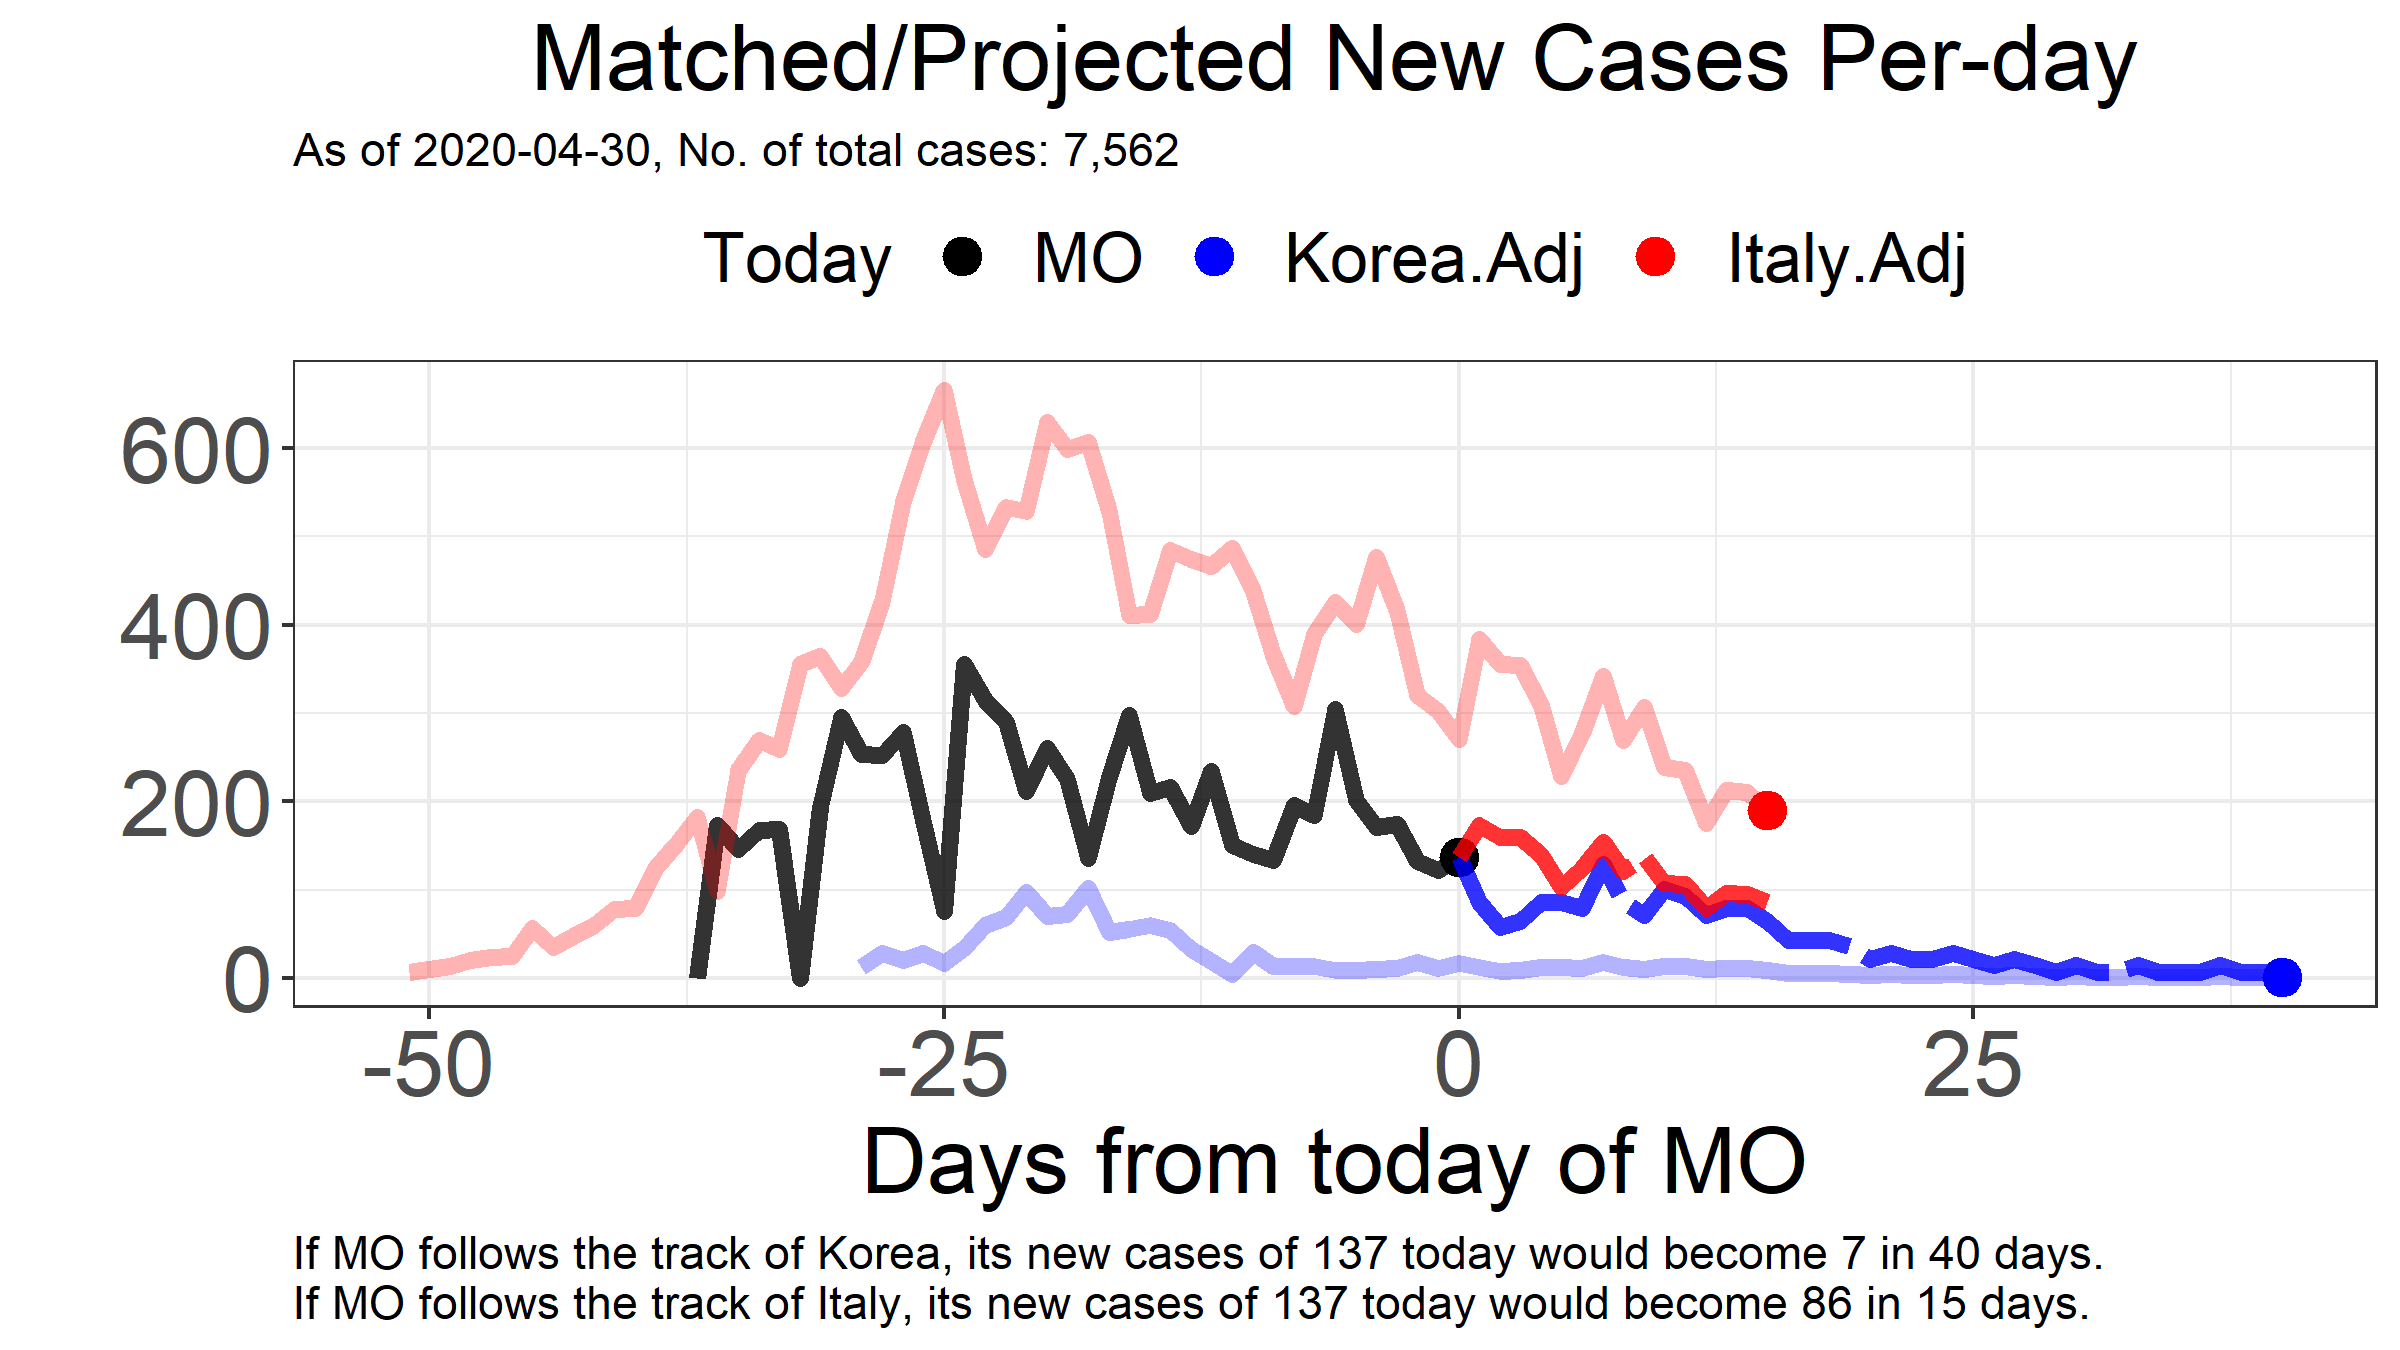 Matched/Projected New Cases Per-day
As of 2020-04-30, No. of total cases: 7,562
Today MO Korea.Adj Italy.Adj
600
400
200
0
-50 -25 0 25
Days from today of MO
If MO follows the track of Korea, its new cases of 137 today would become 7 in 40 days.
If MO follows the track of Italy, its new cases of 137 today would become 86 in 15 days.